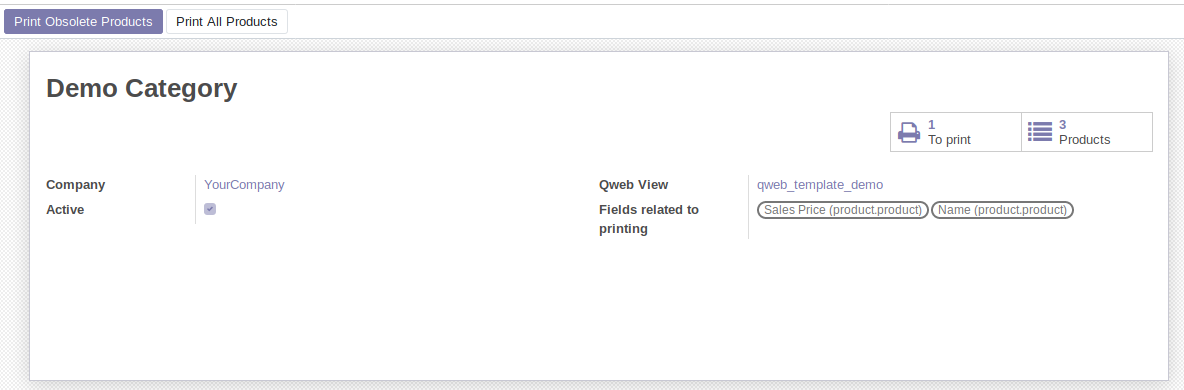 Print Obsolete Products Print All Products
Demo Category
1
To print
3
Products
Company YourCompany
Active
Qweb View qweb_template_demo
Fields related to printing Sales Price (product.product) Name (product.product)